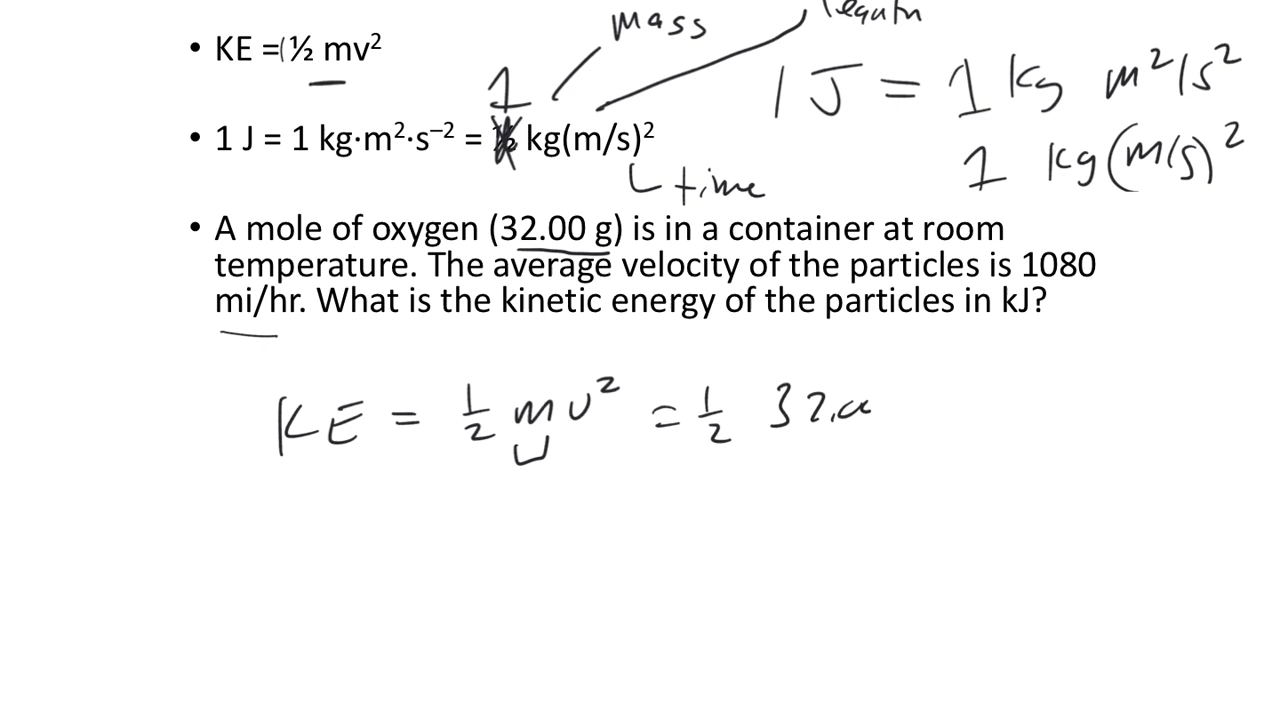 mass
• KE = ½ mv²
1 J = 1 kg m²/s²
1
• 1 J = 1 kg·m²·s⁻² = kg(m/s)²
1 kg(m/s)²
time
• A mole of oxygen (32.00 g) is in a container at room
temperature. The average velocity of the particles is 1080
mi/hr. What is the kinetic energy of the particles in kJ?
KE = ½ mv² = ½ 32.